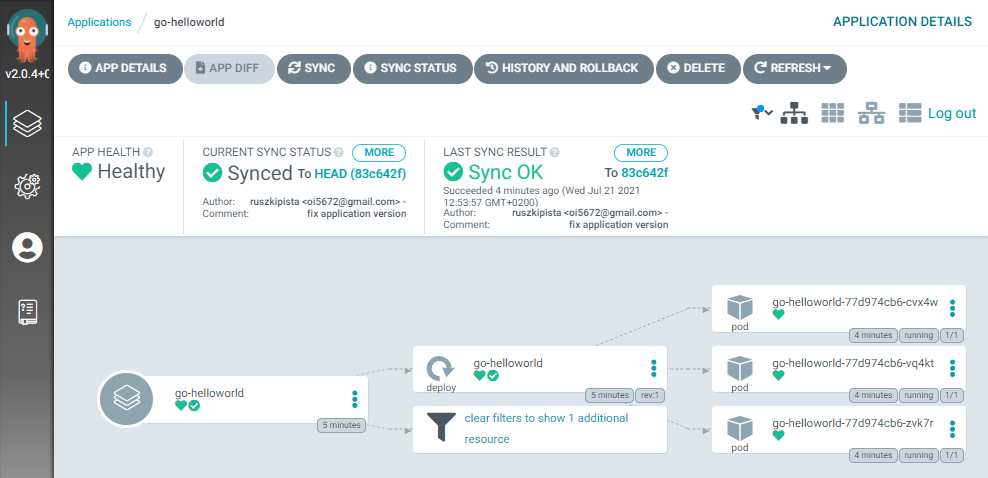 Applications / go-helloworld
APPLICATION DETAILS
v2.0.4+0
APP DETAILS
APP DIFF
SYNC
SYNC STATUS
HISTORY AND ROLLBACK
DELETE
REFRESH
Log out
APP HEALTH
Healthy
CURRENT SYNC STATUS
MORE
Synced To HEAD (83c642f)
Author: ruszkipista <oi5672@gmail.com> -
Comment: fix application version
LAST SYNC RESULT
MORE
Sync OK To 83c642f
Succeeded 4 minutes ago (Wed Jul 21 2021
12:53:57 GMT+0200)
Author: ruszkipista <oi5672@gmail.com> -
Comment: fix application version
go-helloworld
5 minutes
go-helloworld
deploy
5 minutes rev:1
clear filters to show 1 additional
resource
go-helloworld-77d974cb6-cvx4w
pod
4 minutes running 1/1
go-helloworld-77d974cb6-vq4kt
pod
4 minutes running 1/1
go-helloworld-77d974cb6-zvk7r
pod
4 minutes running 1/1